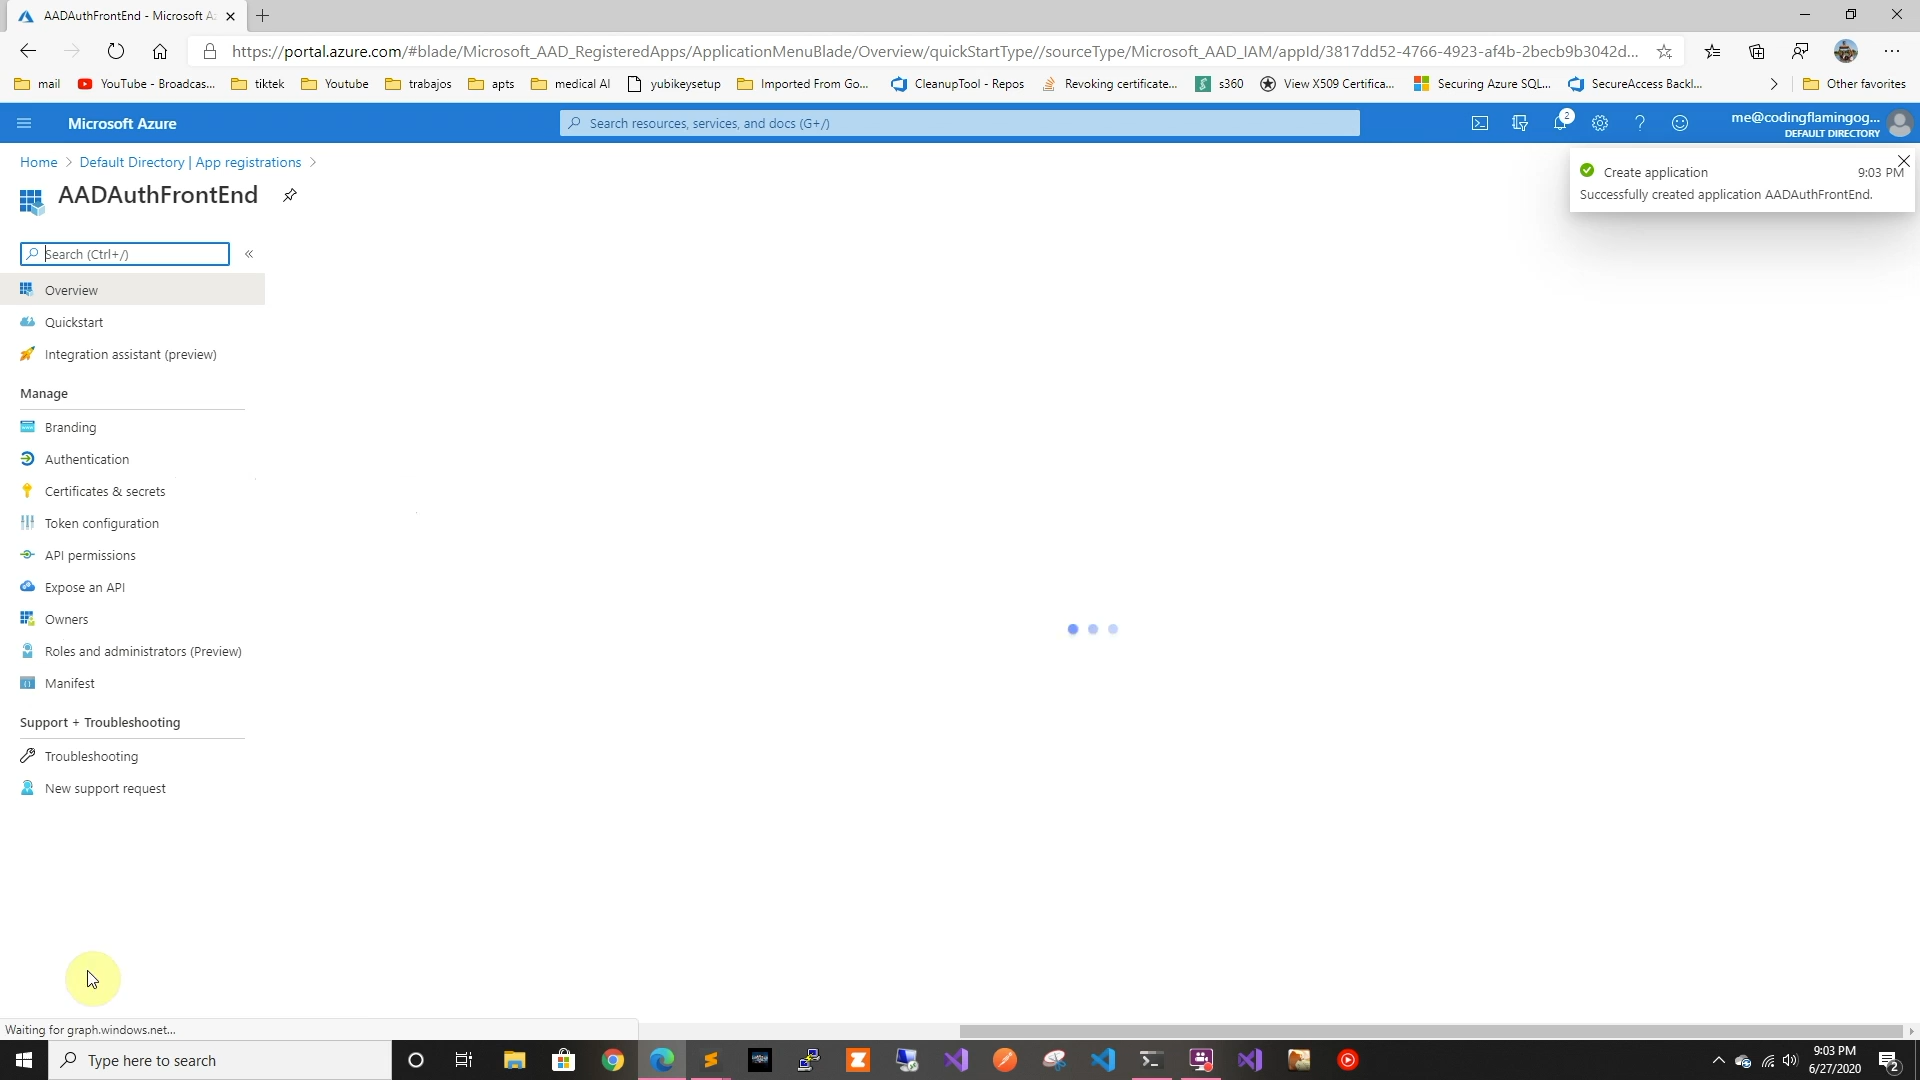 AADAuthFrontEnd - Microsoft Az
https://portal.azure.com/#blade/Microsoft_AAD_RegisteredApps/ApplicationMenuBlade/Overview/quickStartType//sourceType/Microsoft_AAD_IAM/appId/3817dd52-4766-4923-af4b-2becb9b3042d...
mail
YouTube - Broadcas...
tiktek
Youtube
trabajos
apts
medical AI
yubikeysetup
Imported From Go...
CleanupTool - Repos
Revoking certificate...
s360
View X509 Certifica...
Securing Azure SQL...
SecureAccess Backl...
Other favorites
Microsoft Azure
Search resources, services, and docs (G+/)
2
me@codingflamingog...
DEFAULT DIRECTORY
Home
Default Directory | App registrations
AADAuthFrontEnd
Create application
9:03 PM
Successfully created application AADAuthFrontEnd.
Search (Ctrl+/)
«
Overview
Quickstart
Integration assistant (preview)
Manage
Branding
Authentication
Certificates & secrets
Token configuration
API permissions
Expose an API
Owners
Roles and administrators (Preview)
Manifest
Support + Troubleshooting
Troubleshooting
New support request
Waiting for graph.windows.net...
Type here to search
9:03 PM
6/27/2020
2